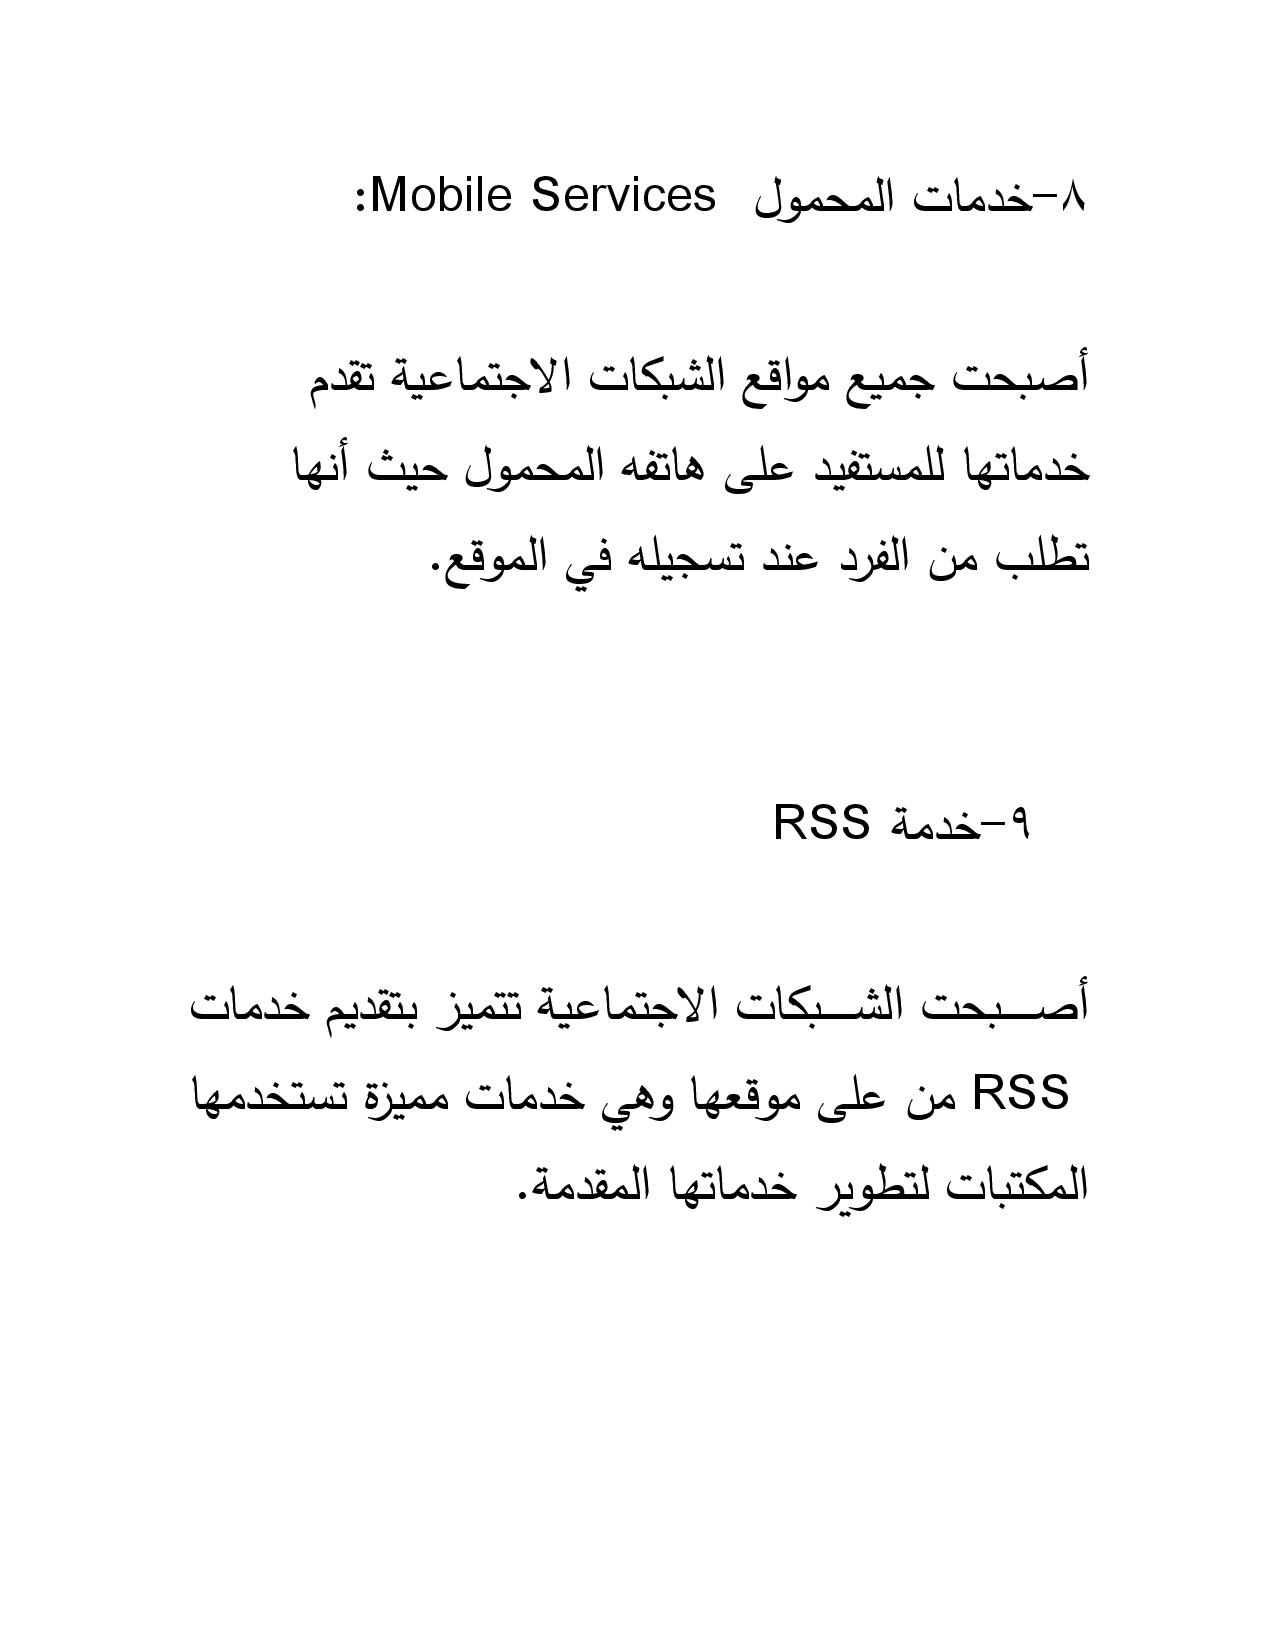 ٨-خدمات المحمول Mobile Services:
أصبحت جميع مواقع الشبكات الاجتماعية تقدم
خدماتها للمستفيد على هاتفه المحمول حيث أنها
تطلب من الفرد عند تسجيله في الموقع.
٩-خدمة RSS
أصـــبحت الشـــبكات الاجتماعية تتميز بتقديم خدمات
RSS من على موقعها وهي خدمات مميزة تستخدمها
المكتبات لتطوير خدماتها المقدمة.